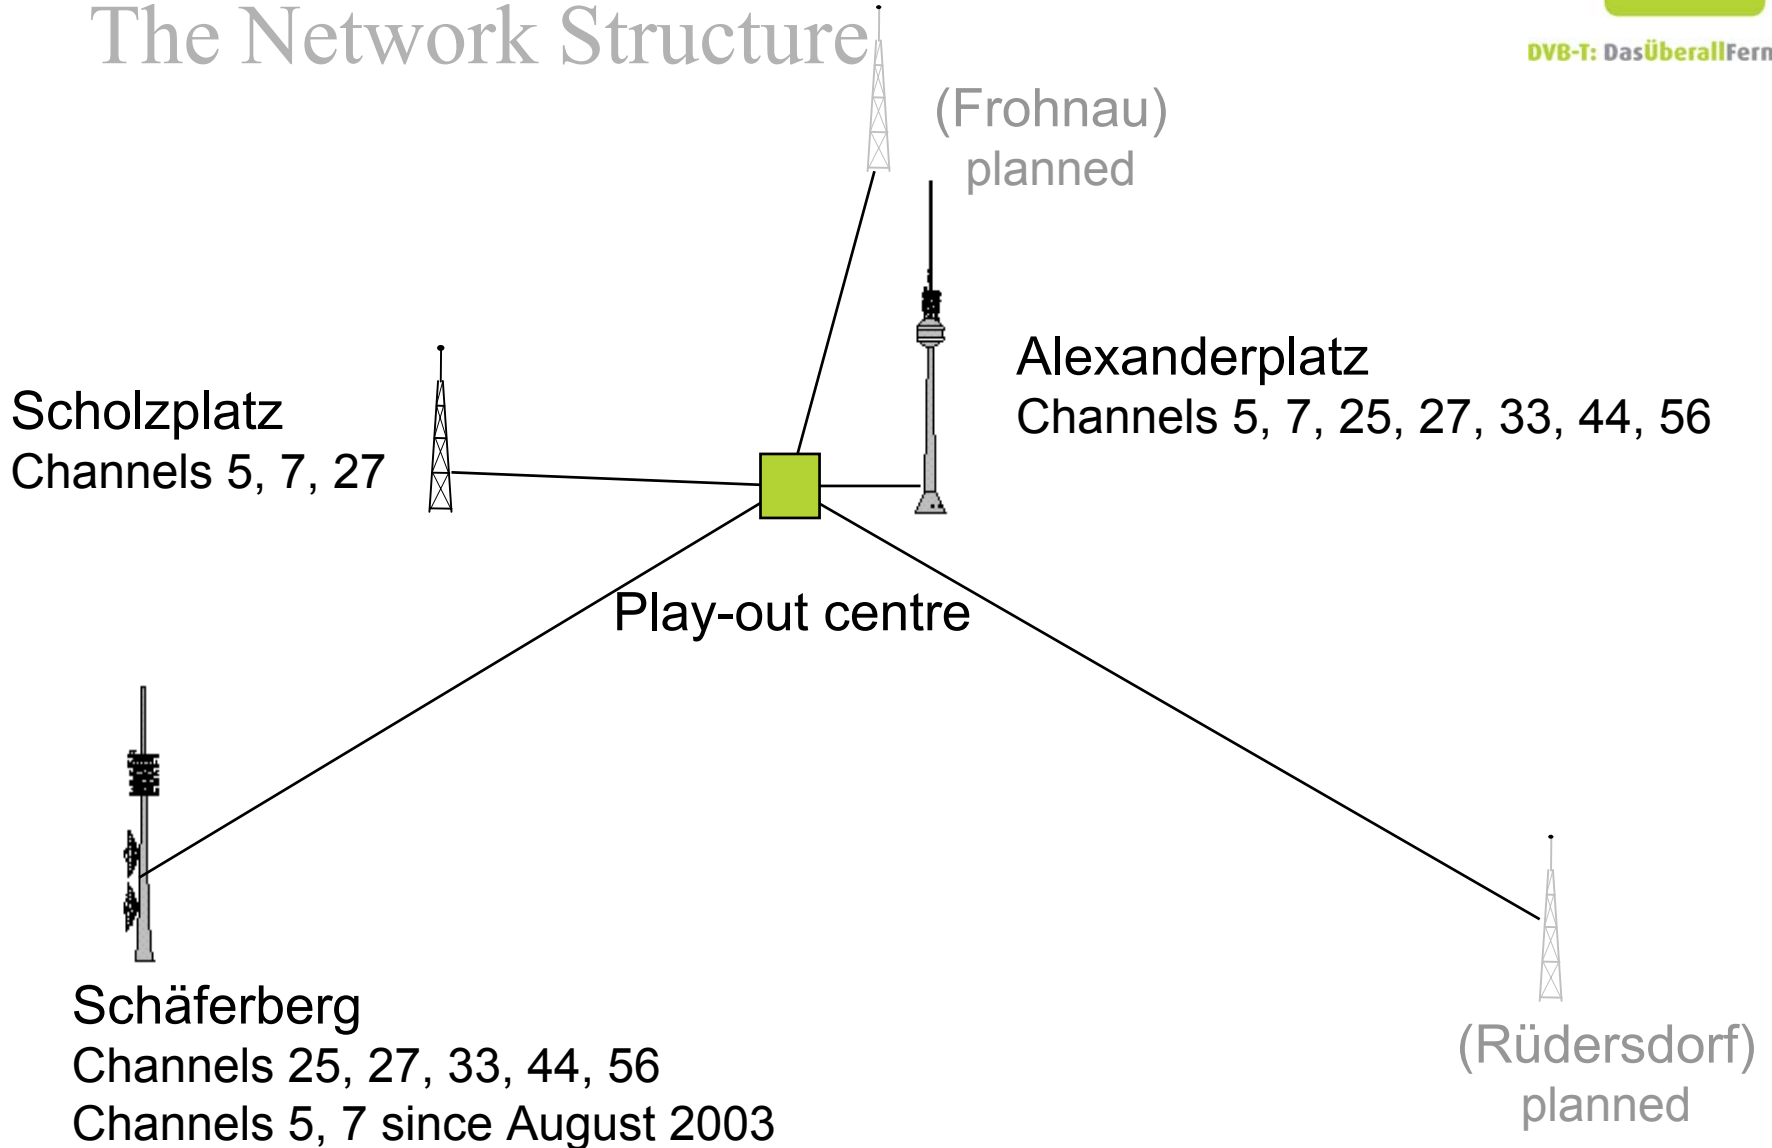 The Network Structure
DVB-T: DasÜberallFern
(Frohnau)
planned
Alexanderplatz
Channels 5, 7, 25, 27, 33, 44, 56
Scholzplatz
Channels 5, 7, 27
Play-out centre
Schäferberg
Channels 25, 27, 33, 44, 56
Channels 5, 7 since August 2003
(Rüdersdorf)
planned